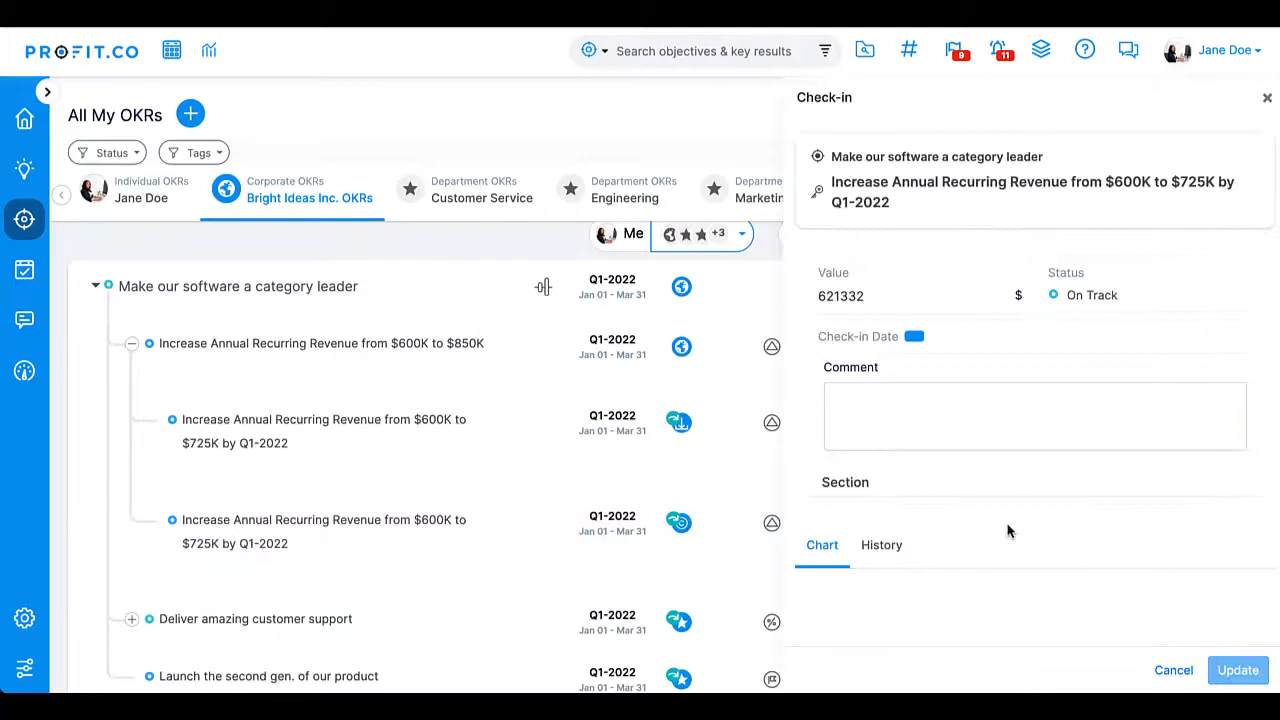 PROFIT.CO
Search objectives & key results
9
11
Jane Doe
All My OKRs
Status
Tags
Individual OKRs
Jane Doe
Corporate OKRs
Bright Ideas Inc. OKRs
Department OKRs
Customer Service
Department OKRs
Engineering
Departme
Marketin
Me
+3
Make our software a category leader
Q1-2022
Jan 01 - Mar 31
Increase Annual Recurring Revenue from $600K to $850K
Q1-2022
Jan 01 - Mar 31
Increase Annual Recurring Revenue from $600K to
$725K by Q1-2022
Q1-2022
Jan 01 - Mar 31
Increase Annual Recurring Revenue from $600K to
$725K by Q1-2022
Q1-2022
Jan 01 - Mar 31
Deliver amazing customer support
Q1-2022
Jan 01 - Mar 31
%
Launch the second gen. of our product
Q1-2022
Jan 01 - Mar 31
Check-in
Make our software a category leader
Increase Annual Recurring Revenue from $600K to $725K by
Q1-2022
Value
621332
$
Status
On Track
Check-in Date
Comment
Section
Chart
History
Cancel
Update